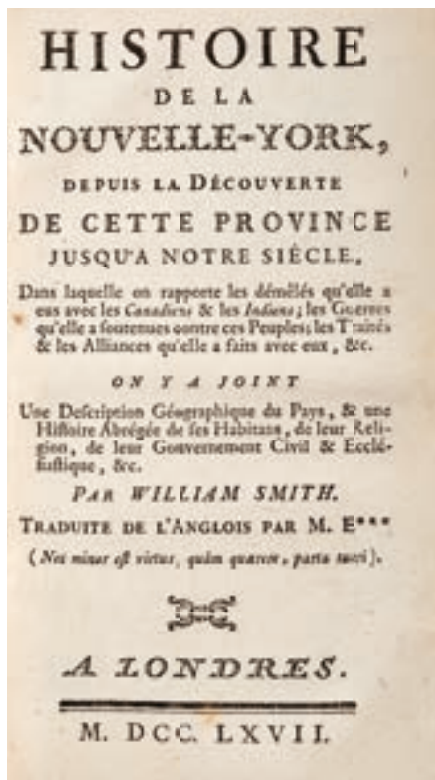 HISTOIRE
DE LA
NOUVELLE-YORK,
DEPUIS LA DÉCOUVERTE
DE CETTE PROVINCE
JUSQU'A NOTRE SIÉCLE,
Dans laquelle on rapporte les démêlés qu'elle a
eus avec les Canadiens & les Indiens; les Guerres
qu'elle a soutenues contre ces Peuples; les Traités
& les Alliances qu'elle a faits avec eux, &c.
ON Y A JOINT
Une Description Géographique du Pays, & une
Histoire Abrégée de ses Habitans, de leur Reli-
gion, de leur Gouvernement Civil & Ecclé-
siastique, &c.
PAR WILLIAM SMITH.
TRADUITE DE L'ANGLOIS PAR M. E***
(Nec minor est virtus, quàm quærere, parta tueri).
A LONDRES.
M. DCC. LXVII.